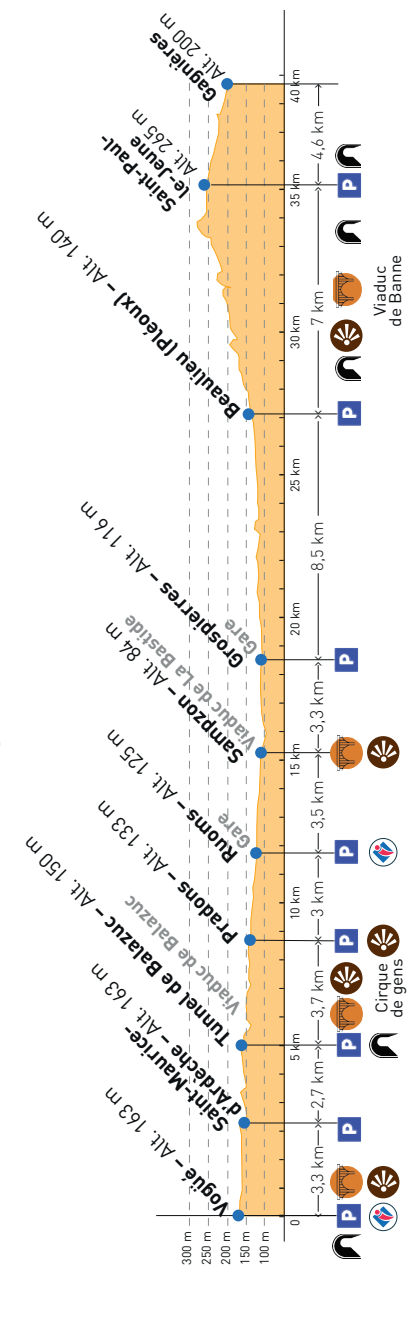 Vogüé – Alt. 163 m
Saint-Maurice-
d'Ardèche – Alt. 163 m
Tunnel de Balazuc – Alt. 150 m
Viaduc de Balazuc
Pradons – Alt. 133 m
Ruoms – Alt. 125 m
Gare
Sampzon – Alt. 84 m
Viaduc de La Bastide
Grospierres – Alt. 116 m
Gare
Beaulieu (Pléoux) – Alt. 140 m
Saint-Paul-
le-Jeune
Alt. 265 m
Gagnières
Alt. 200 m
300 m
250 m
200 m
150 m
100 m
0
5 km
10 km
15 km
20 km
25 km
30 km
35 km
40 km
3,3 km
2,7 km
3,7 km
3 km
3,5 km
3,3 km
8,5 km
7 km
4,6 km
P
P
P
P
P
P
P
P
Cirque
de gens
Viaduc
de Banne